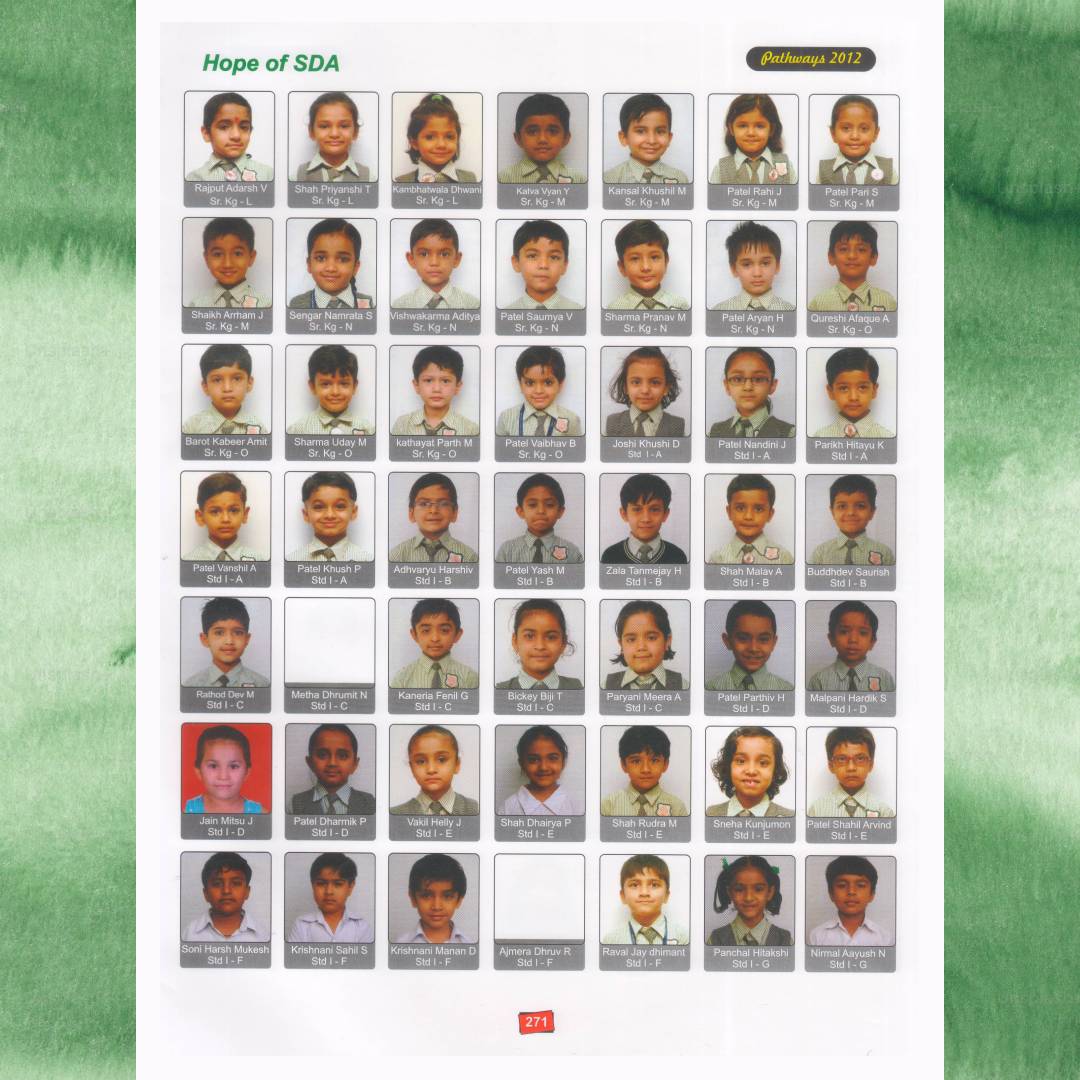 Hope of SDA
Pathways 2012
Rajput Adarsh V
Sr. Kg - L
Shah Priyanshi T
Sr. Kg - L
Kambhatwala Dhwani
Sr. Kg - L
Katva Vyan Y
Sr. Kg - M
Kansal Khushil M
Sr. Kg - M
Patel Rahi J
Sr. Kg - M
Patel Pari S
Sr. Kg - M
Shaikh Arrham J
Sr. Kg - M
Sengar Namrata S
Sr. Kg - N
Vishwakarma Aditya
Sr. Kg - N
Patel Saumya V
Sr. Kg - N
Sharma Pranav M
Sr. Kg - N
Patel Aryan H
Sr. Kg - N
Qureshi Afaque A
Sr. Kg - O
Barot Kabeer Amit
Sr. Kg - O
Sharma Uday M
Sr. Kg - O
kathayat Parth M
Sr. Kg - O
Patel Vaibhav B
Sr. Kg - O
Joshi Khushi D
Std I - A
Patel Nandini J
Std I - A
Parikh Hitayu K
Std I - A
Patel Vanshil A
Std I - A
Patel Khush P
Std I - A
Adhvaryu Harshiv
Std I - B
Patel Yash M
Std I - B
Zala Tanmejay H
Std I - B
Shah Malav A
Std I - B
Buddhdev Saurish
Std I - B
Rathod Dev M
Std I - C
Metha Dhrumit N
Std I - C
Kaneria Fenil G
Std I - C
Bickey Biji T
Std I - C
Paryani Meera A
Std I - C
Patel Parthiv H
Std I - D
Malpani Hardik S
Std I - D
Jain Mitsu J
Std I - D
Patel Dharmik P
Std I - D
Vakil Helly J
Std I - E
Shah Dhairya P
Std I - E
Shah Rudra M
Std I - E
Sneha Kunjumon
Std I - E
Patel Shahil Arvind
Std I - E
Soni Harsh Mukesh
Std I - F
Krishnani Sahil S
Std I - F
Krishnani Manan D
Std I - F
Ajmera Dhruv R
Std I - F
Raval Jay dhimant
Std I - F
Panchal Hitakshi
Std I - G
Nirmal Aayush N
Std I - G
271